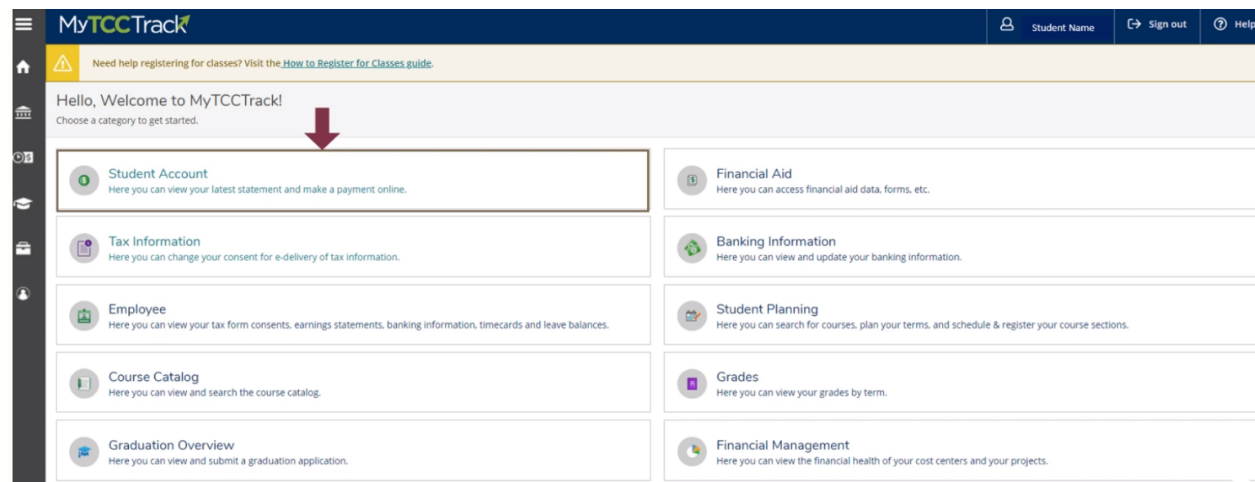 MyTCCTrack
Student Name
Sign out
Help
Need help registering for classes? Visit the How to Register for Classes guide.
Hello, Welcome to MyTCCTrack!
Choose a category to get started.
Student Account
Here you can view your latest statement and make a payment online.
Financial Aid
Here you can access financial aid data, forms, etc.
Tax Information
Here you can change your consent for e-delivery of tax information.
Banking Information
Here you can view and update your banking information.
Employee
Here you can view your tax form consents, earnings statements, banking information, timecards and leave balances.
Student Planning
Here you can search for courses, plan your terms, and schedule & register your course sections.
Course Catalog
Here you can view and search the course catalog.
Grades
Here you can view your grades by term.
Graduation Overview
Here you can view and submit a graduation application.
Financial Management
Here you can view the financial health of your cost centers and your projects.